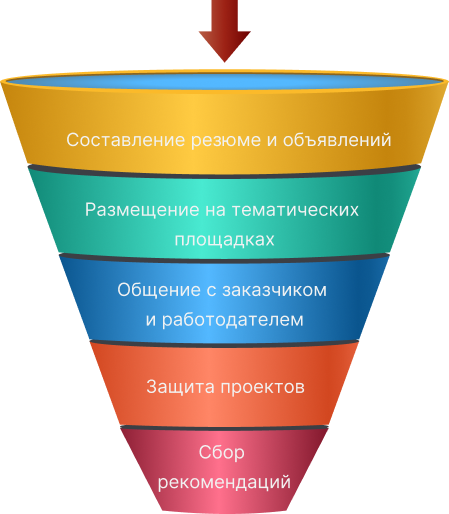 Составление резюме и объявлений
Размещение на тематических
площадках
Общение с заказчиком
и работодателем
Защита проектов
Сбор
рекомендаций